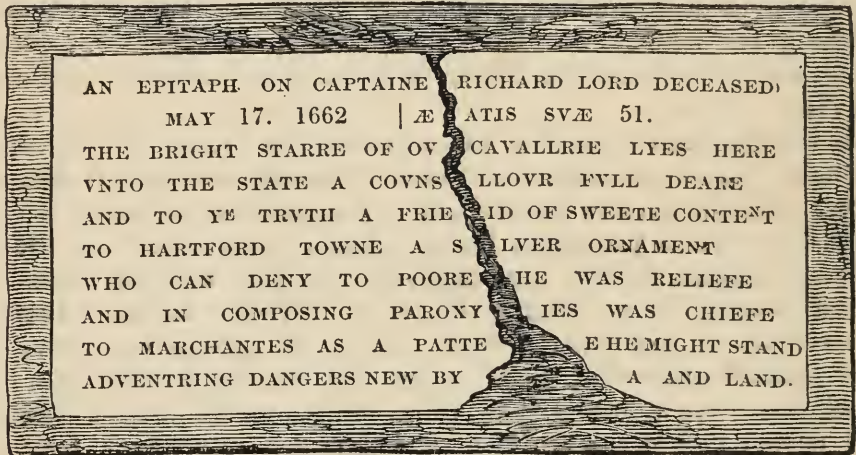 AN EPITAPH. ON CAPTAINE RICHARD LORD DECEASED
MAY 17. 1662 | Æ ATIS SVÆ 51.
THE BRIGHT STARRE OF OV CAVALLRIE LYES HERE
VNTO THE STATE A COVNS LLOVR FVLL DEARE
AND TO Yᴱ TRVTH A FRIE ID OF SWEETE CONTEᴺT
TO HARTFORD TOWNE A S LVER ORNAMENT
WHO CAN DENY TO POORE HE WAS RELIEFE
AND IN COMPOSING PAROXY IES WAS CHIEFE
TO MARCHANTES AS A PATTE E HE MIGHT STAND
ADVENTRING DANGERS NEW BY A AND LAND.